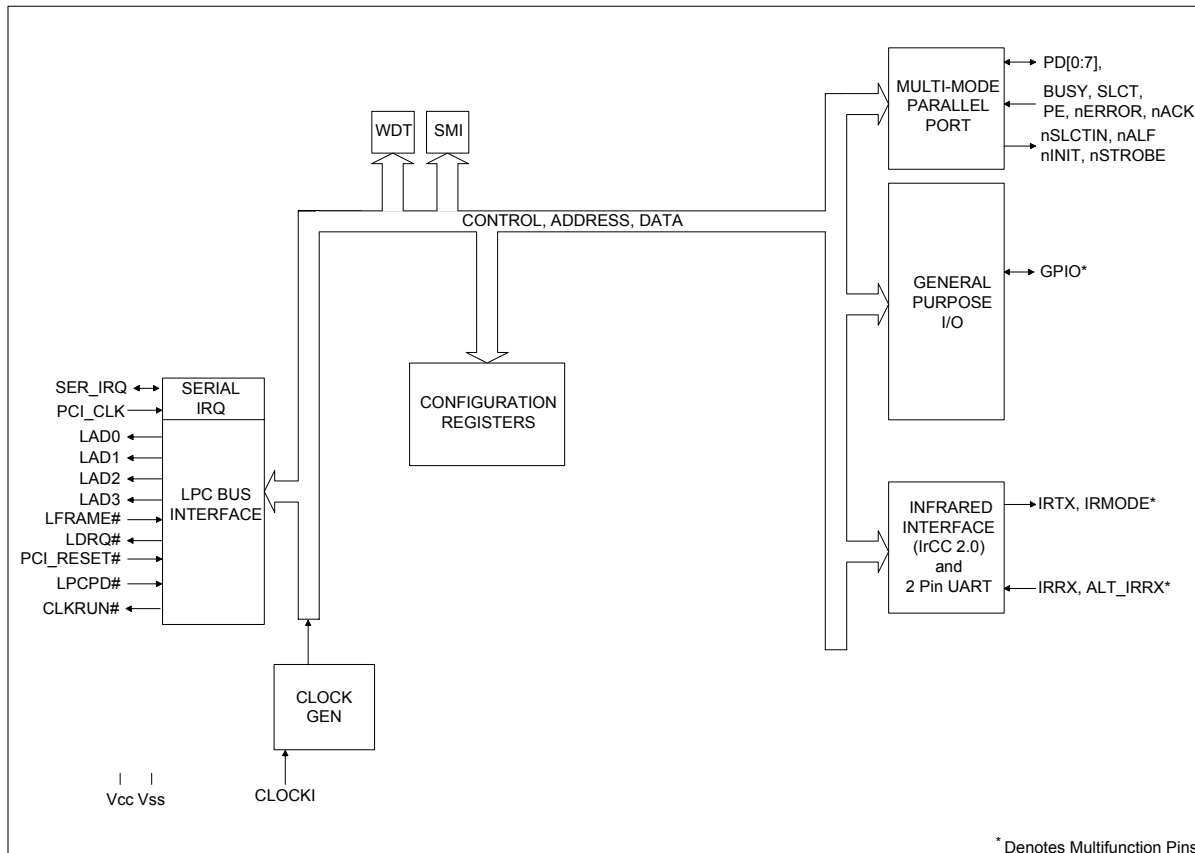 WDT
SMI
MULTI-MODE
PARALLEL
PORT
PD[0:7],
BUSY, SLCT,
PE, nERROR, nACK
nSLCTIN, nALF
nINIT, nSTROBE
CONTROL, ADDRESS, DATA
GENERAL
PURPOSE
I/O
GPIO*
CONFIGURATION
REGISTERS
SER_IRQ
PCI_CLK
SERIAL
IRQ
LAD0
LAD1
LAD2
LAD3
LFRAME#
LDRQ#
PCI_RESET#
LPCPD#
CLKRUN#
LPC BUS
INTERFACE
INFRARED
INTERFACE
(IrCC 2.0)
and
2 Pin UART
IRTX, IRMODE*
IRRX, ALT_IRRX*
CLOCK
GEN
CLOCKI
Vcc Vss
* Denotes Multifunction Pins